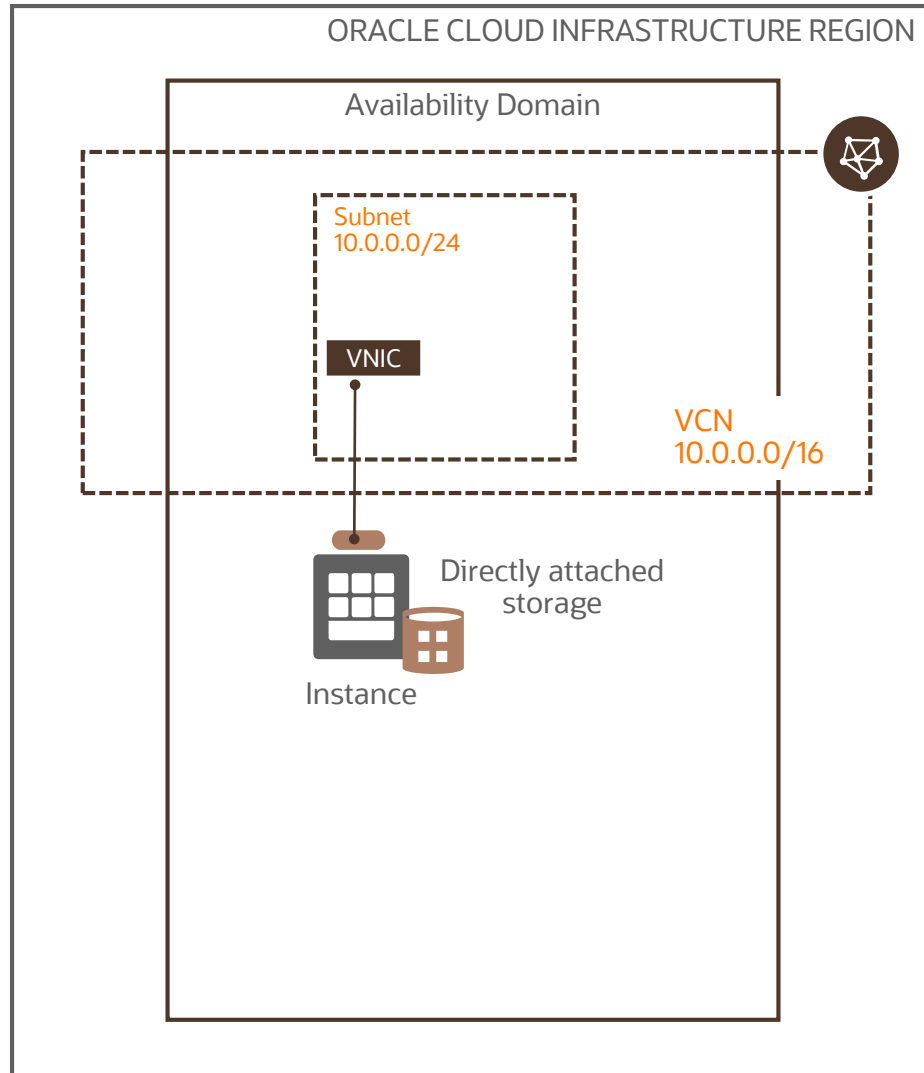 ORACLE CLOUD INFRASTRUCTURE REGION
Availability Domain
Subnet
10.0.0.0/24
VNIC
VCN
10.0.0.0/16
Directly attached
storage
Instance